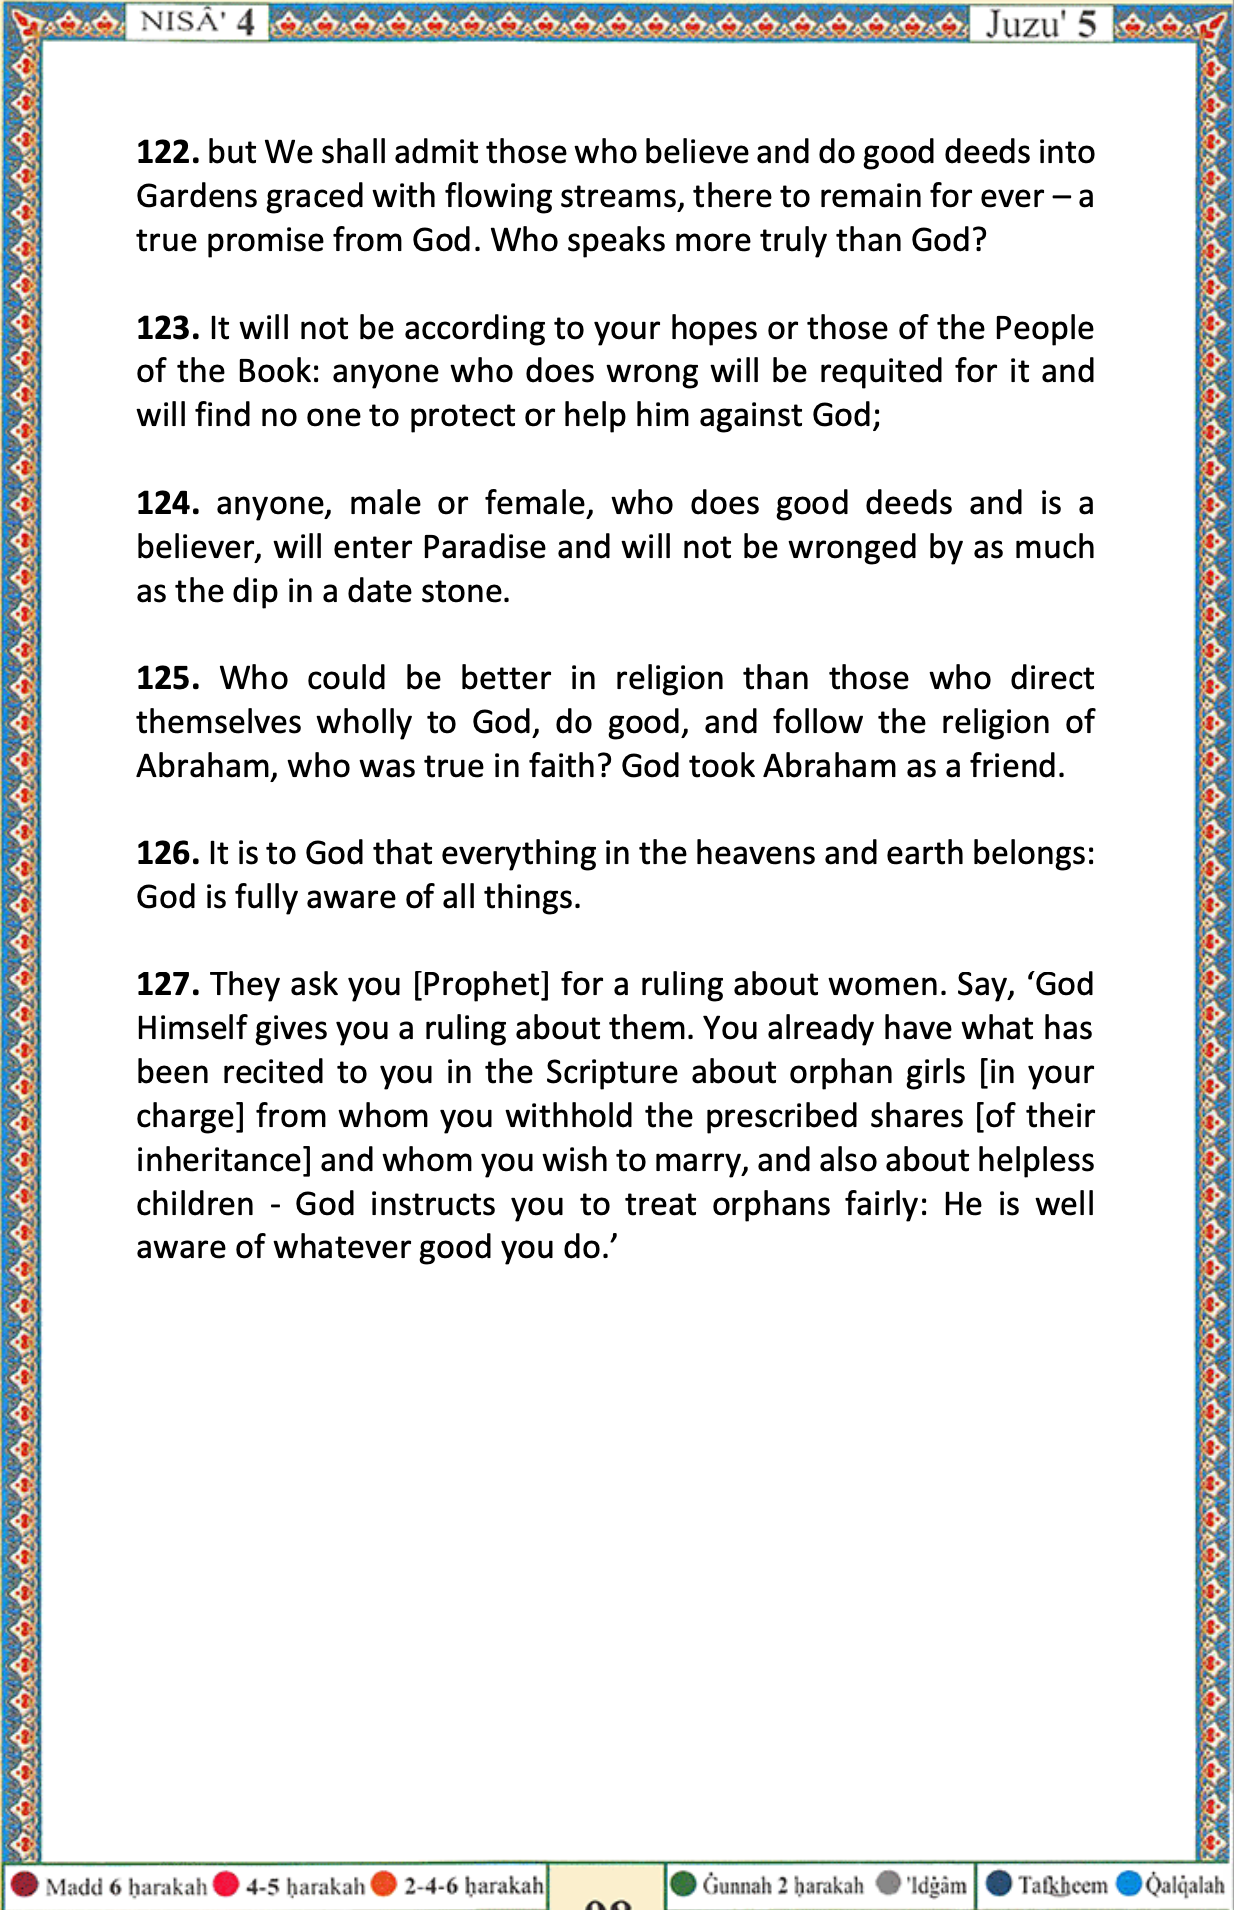 NISÂ' 4
Juzu' 5
122. but We shall admit those who believe and do good deeds into
Gardens graced with flowing streams, there to remain for ever – a
true promise from God. Who speaks more truly than God?
123. It will not be according to your hopes or those of the People
of the Book: anyone who does wrong will be requited for it and
will find no one to protect or help him against God;
124. anyone, male or female, who does good deeds and is a
believer, will enter Paradise and will not be wronged by as much
as the dip in a date stone.
125. Who could be better in religion than those who direct
themselves wholly to God, do good, and follow the religion of
Abraham, who was true in faith? God took Abraham as a friend.
126. It is to God that everything in the heavens and earth belongs:
God is fully aware of all things.
127. They ask you [Prophet] for a ruling about women. Say, ‘God
Himself gives you a ruling about them. You already have what has
been recited to you in the Scripture about orphan girls [in your
charge] from whom you withhold the prescribed shares [of their
inheritance] and whom you wish to marry, and also about helpless
children - God instructs you to treat orphans fairly: He is well
aware of whatever good you do.’
Madd 6 ḥarakah 4-5 ḥarakah 2-4-6 ḥarakah
Ġunnah 2 ḥarakah 'Idġâm
Tafkheem Q̇alq̇alah